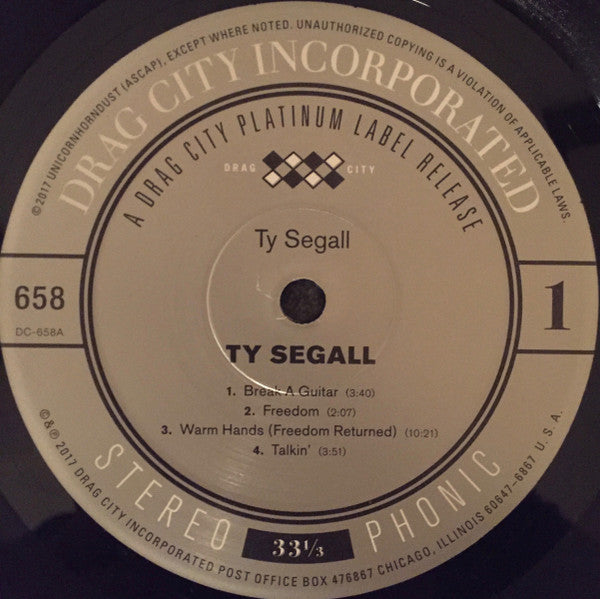 © 2017 UNICORNHORNDUST (ASCAP), EXCEPT WHERE NOTED. UNAUTHORIZED COPYING IS A VIOLATION OF APPLICABLE LAWS.
DRAG CITY INCORPORATED
A DRAG CITY PLATINUM LABEL RELEASE
DRAG CITY
Ty Segall
658
DC-658A
1
TY SEGALL
1. Break A Guitar (3:40)
2. Freedom (2:07)
3. Warm Hands (Freedom Returned) (10:21)
4. Talkin' (3:51)
STEREO PHONIC
33 1/3
©&℗ 2017 DRAG CITY INCORPORATED POST OFFICE BOX 476867 CHICAGO, ILLINOIS 60647-6867 U. S. A.